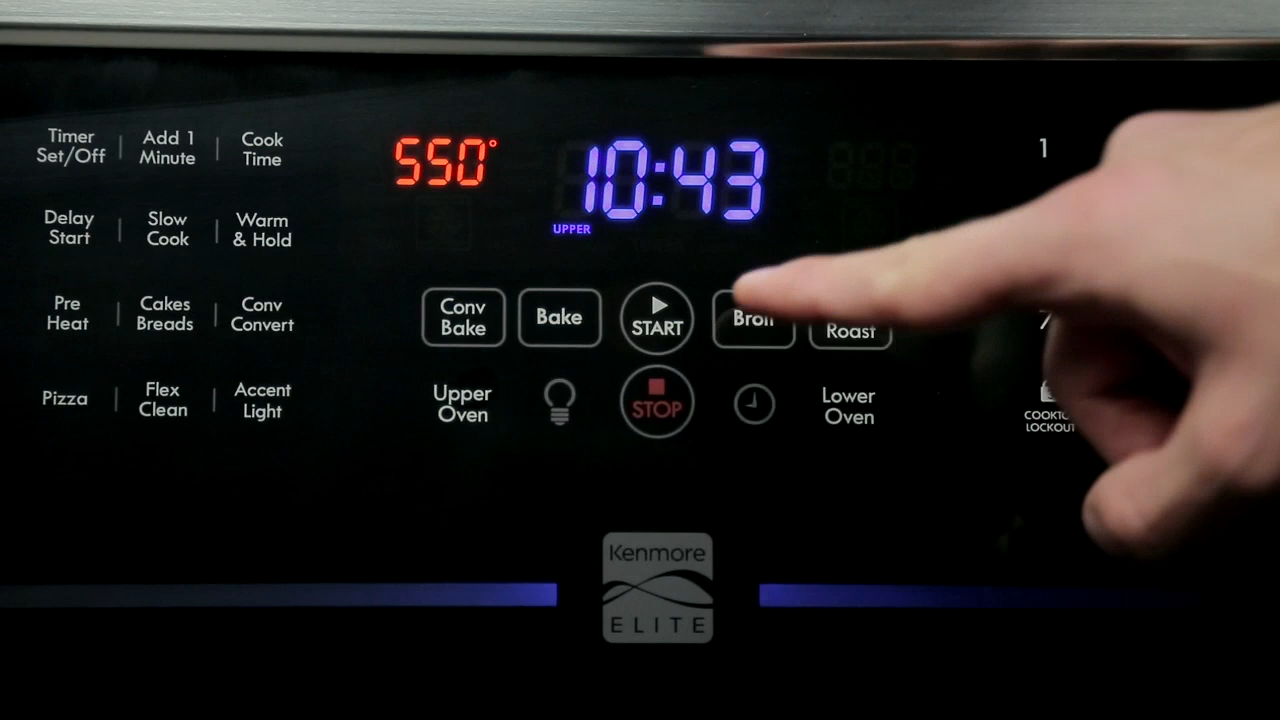 Timer
Set/Off
Add 1
Minute
Cook
Time
550°
10:43
UPPER
1
Delay
Start
Slow
Cook
Warm
& Hold
Pre
Heat
Cakes
Breads
Conv
Convert
Conv
Bake
Bake
START
Broil
Roast
Pizza
Flex
Clean
Accent
Light
Upper
Oven
STOP
Lower
Oven
LOCKOUT
Kenmore
ELITE